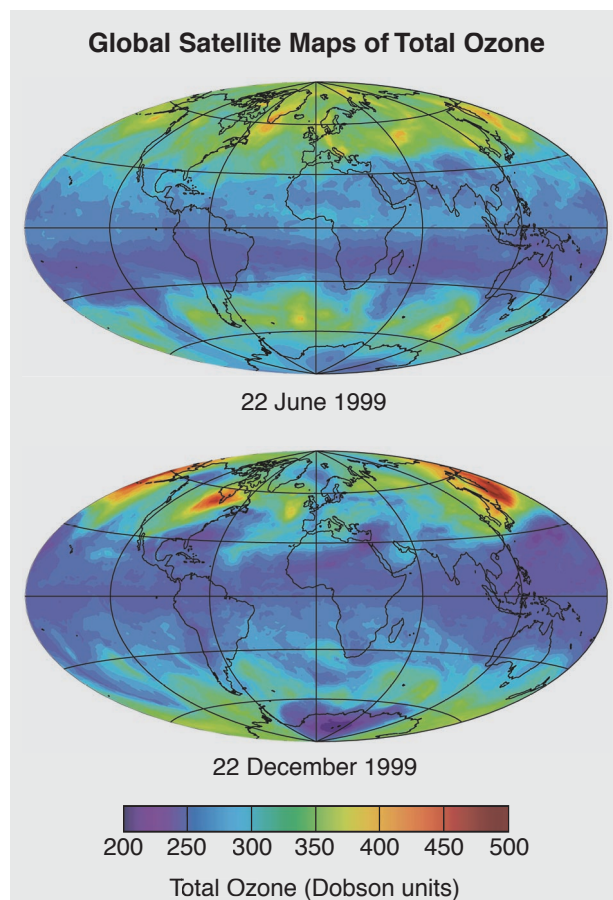 Global Satellite Maps of Total Ozone
22 June 1999
22 December 1999
200 250 300 350 400 450 500
Total Ozone (Dobson units)